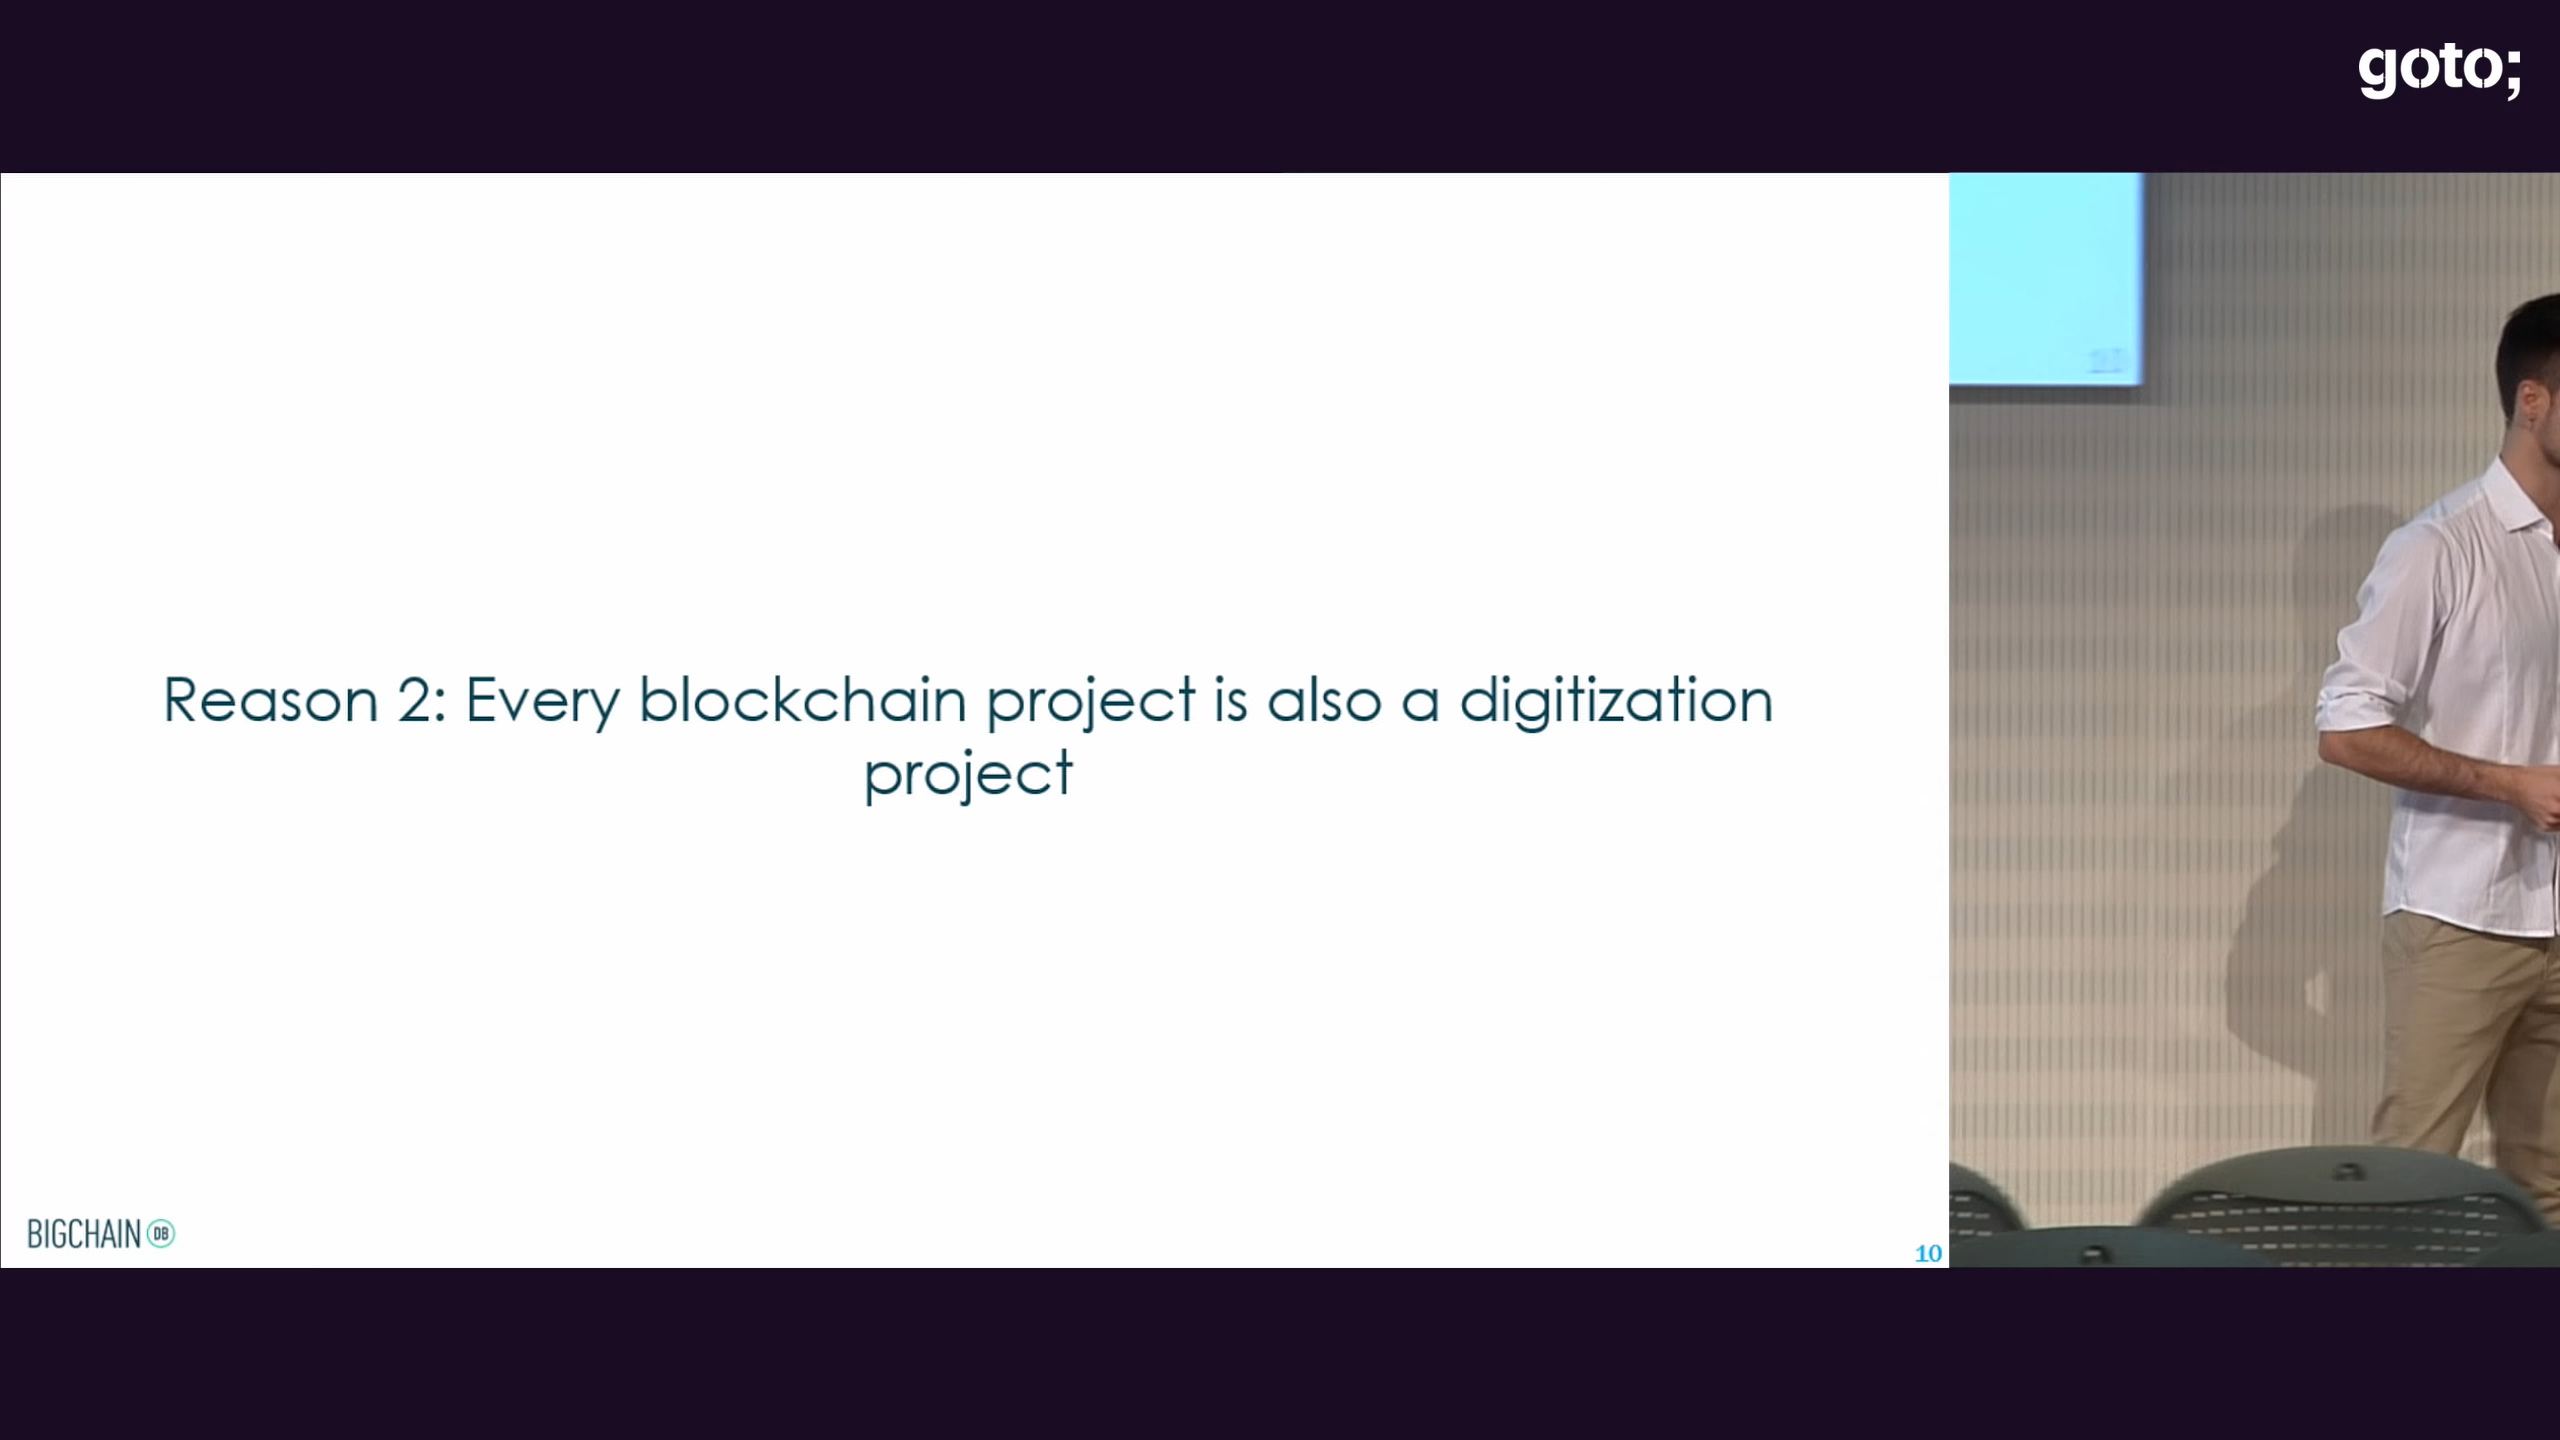 goto;
Reason 2: Every blockchain project is also a digitization
project
BIGCHAIN DB
10